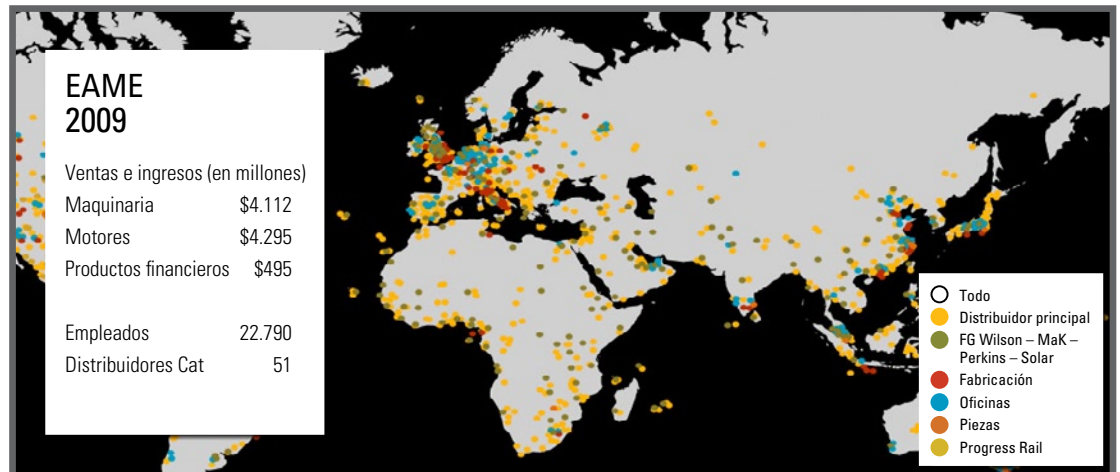 EAME
2009
Ventas e ingresos (en millones)
Maquinaria $4.112
Motores $4.295
Productos financieros $495
Empleados 22.790
Distribuidores Cat 51
Todo
Distribuidor principal
FG Wilson – MaK –
Perkins – Solar
Fabricación
Oficinas
Piezas
Progress Rail